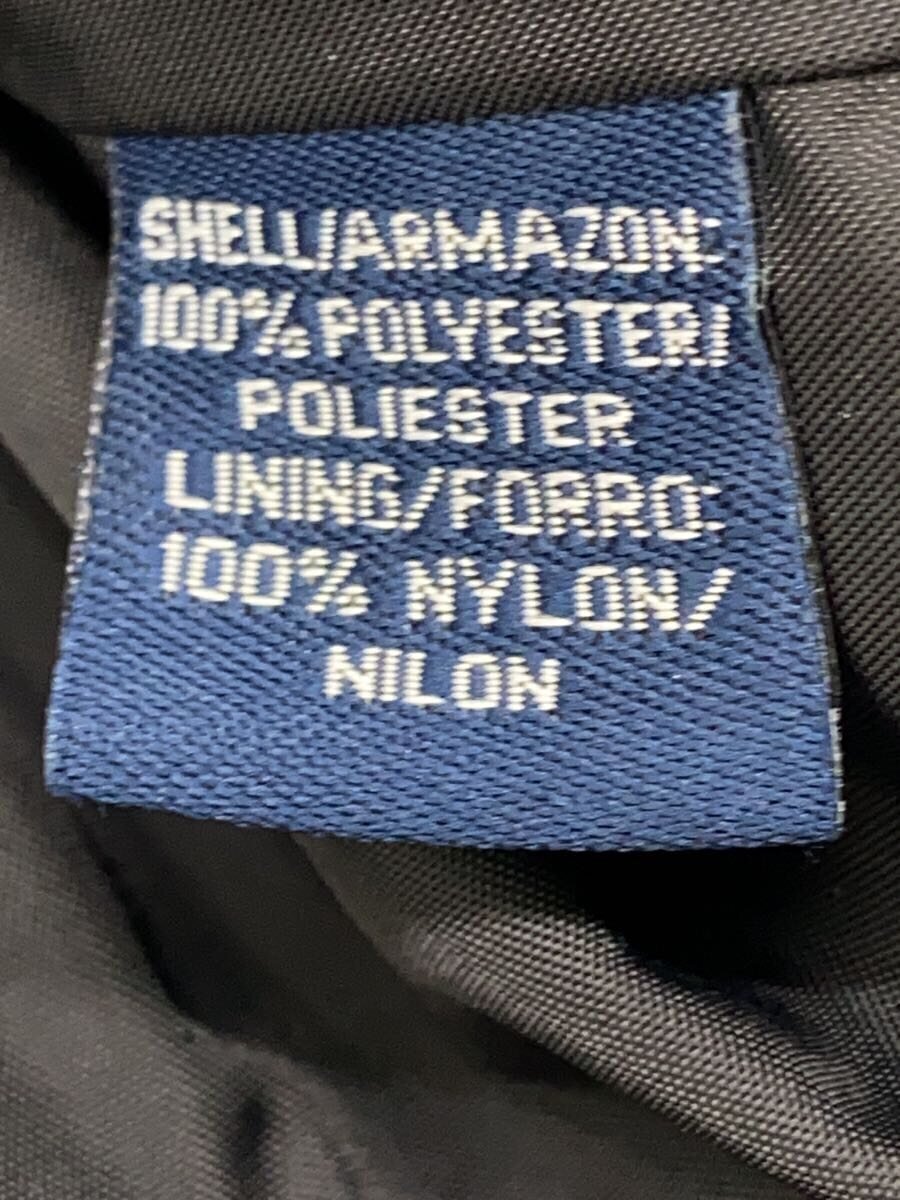 SHELL/ARMAZON:
100% POLYESTER/
POLIESTER
LINING/FORRO:
100% NYLON/
NILON